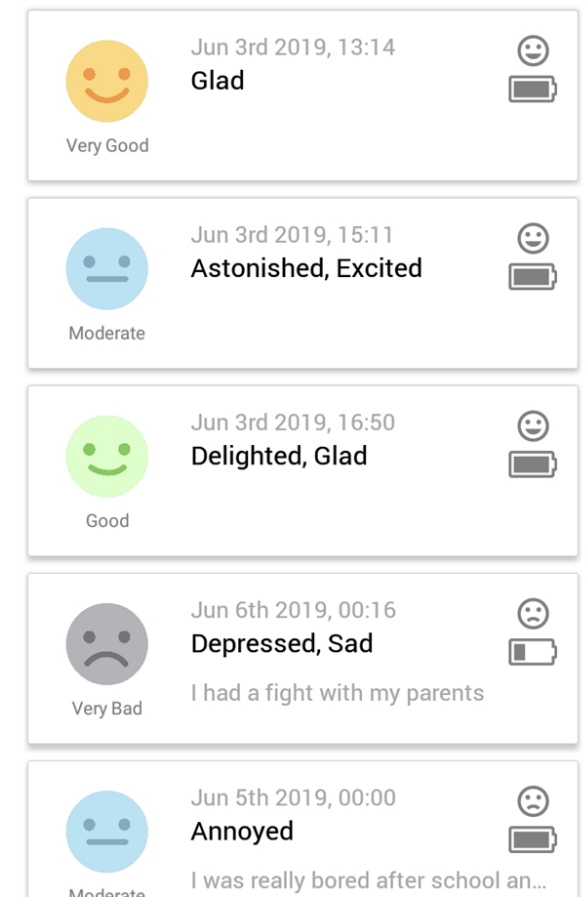 Jun 3rd 2019, 13:14
Glad
Very Good
Jun 3rd 2019, 15:11
Astonished, Excited
Moderate
Jun 3rd 2019, 16:50
Delighted, Glad
Good
Jun 6th 2019, 00:16
Depressed, Sad
I had a fight with my parents
Very Bad
Jun 5th 2019, 00:00
Annoyed
I was really bored after school an...
Moderate